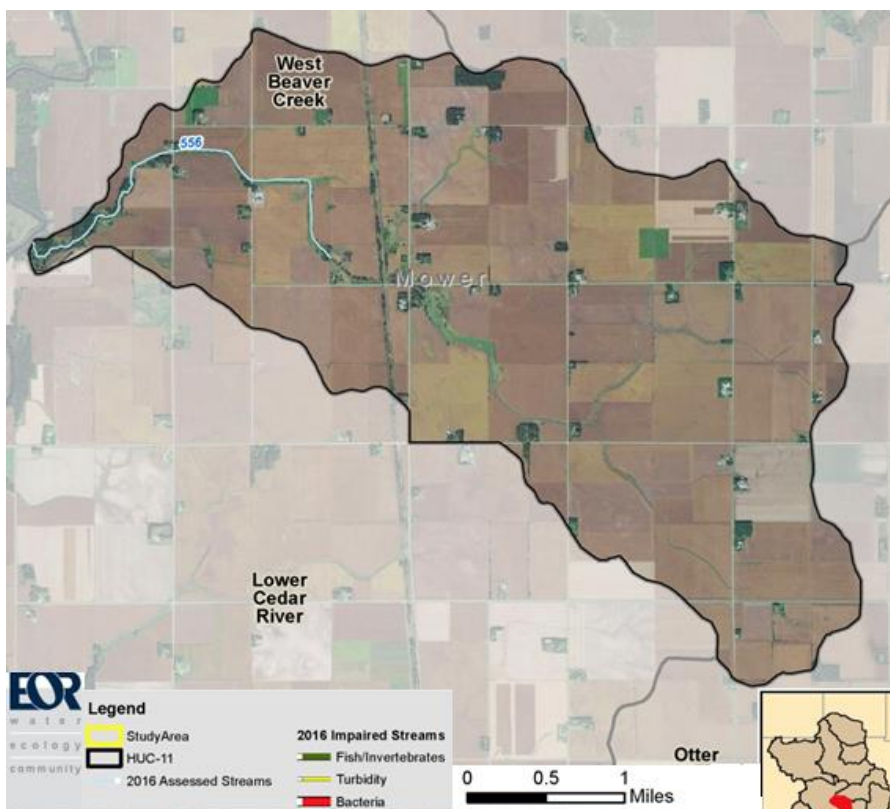 West
Beaver
Creek
556
Mower
Lower
Cedar
River
EOR
water
ecology
community
Legend
StudyArea
HUC-11
2016 Assessed Streams
2016 Impaired Streams
Fish/Invertebrates
Turbidity
Bacteria
0 0.5 1
Miles
Otter